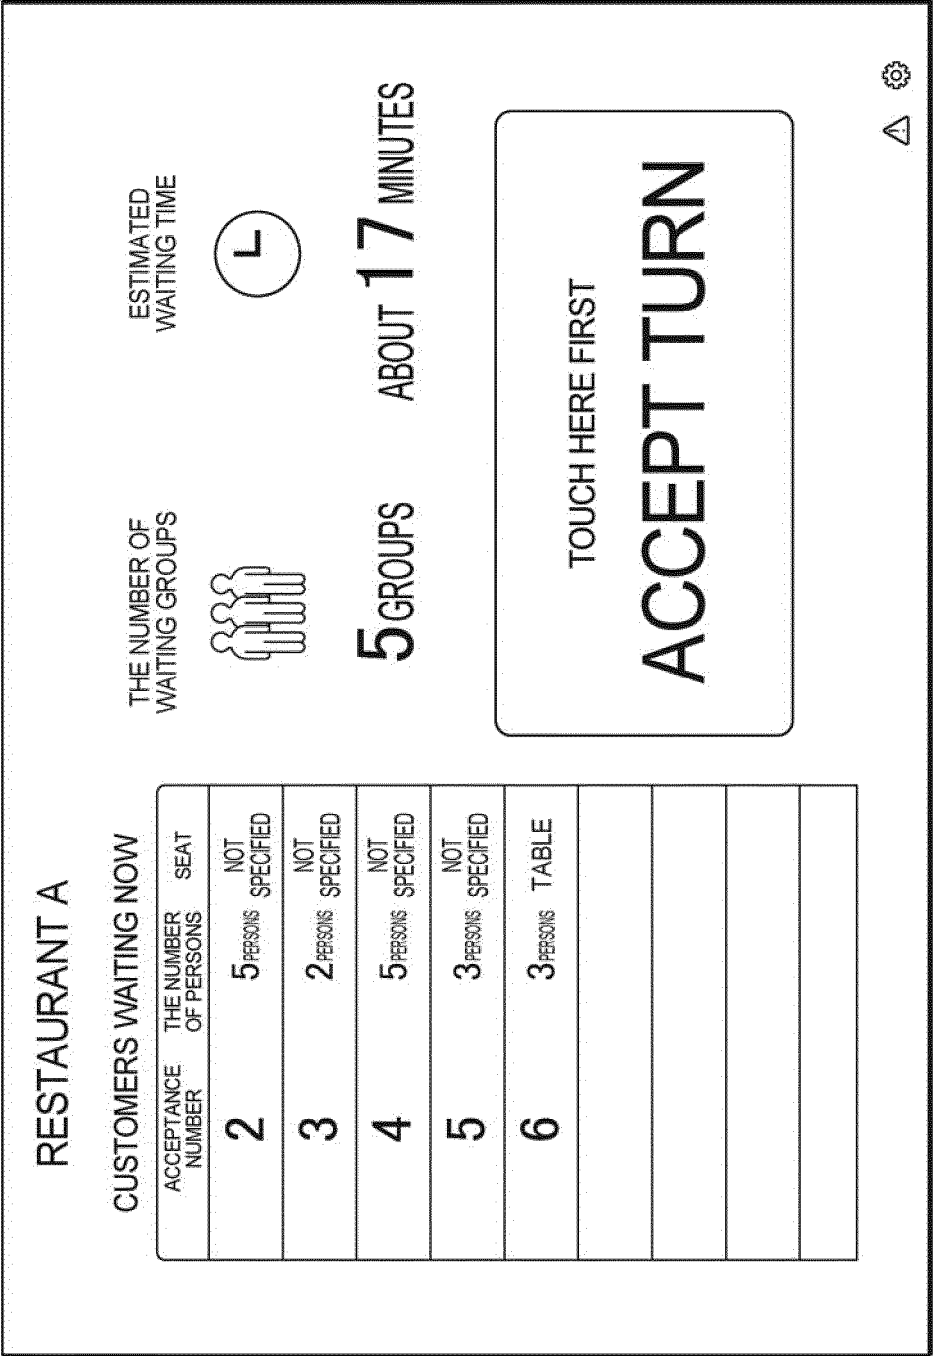 RESTAURANT A
CUSTOMERS WAITING NOW
ACCEPTANCE NUMBER THE NUMBER OF PERSONS SEAT
2 5 PERSONS NOT SPECIFIED
3 2 PERSONS NOT SPECIFIED
4 5 PERSONS NOT SPECIFIED
5 3 PERSONS NOT SPECIFIED
6 3 PERSONS TABLE
THE NUMBER OF
WAITING GROUPS
5 GROUPS
ESTIMATED
WAITING TIME
ABOUT 17 MINUTES
TOUCH HERE FIRST
ACCEPT TURN